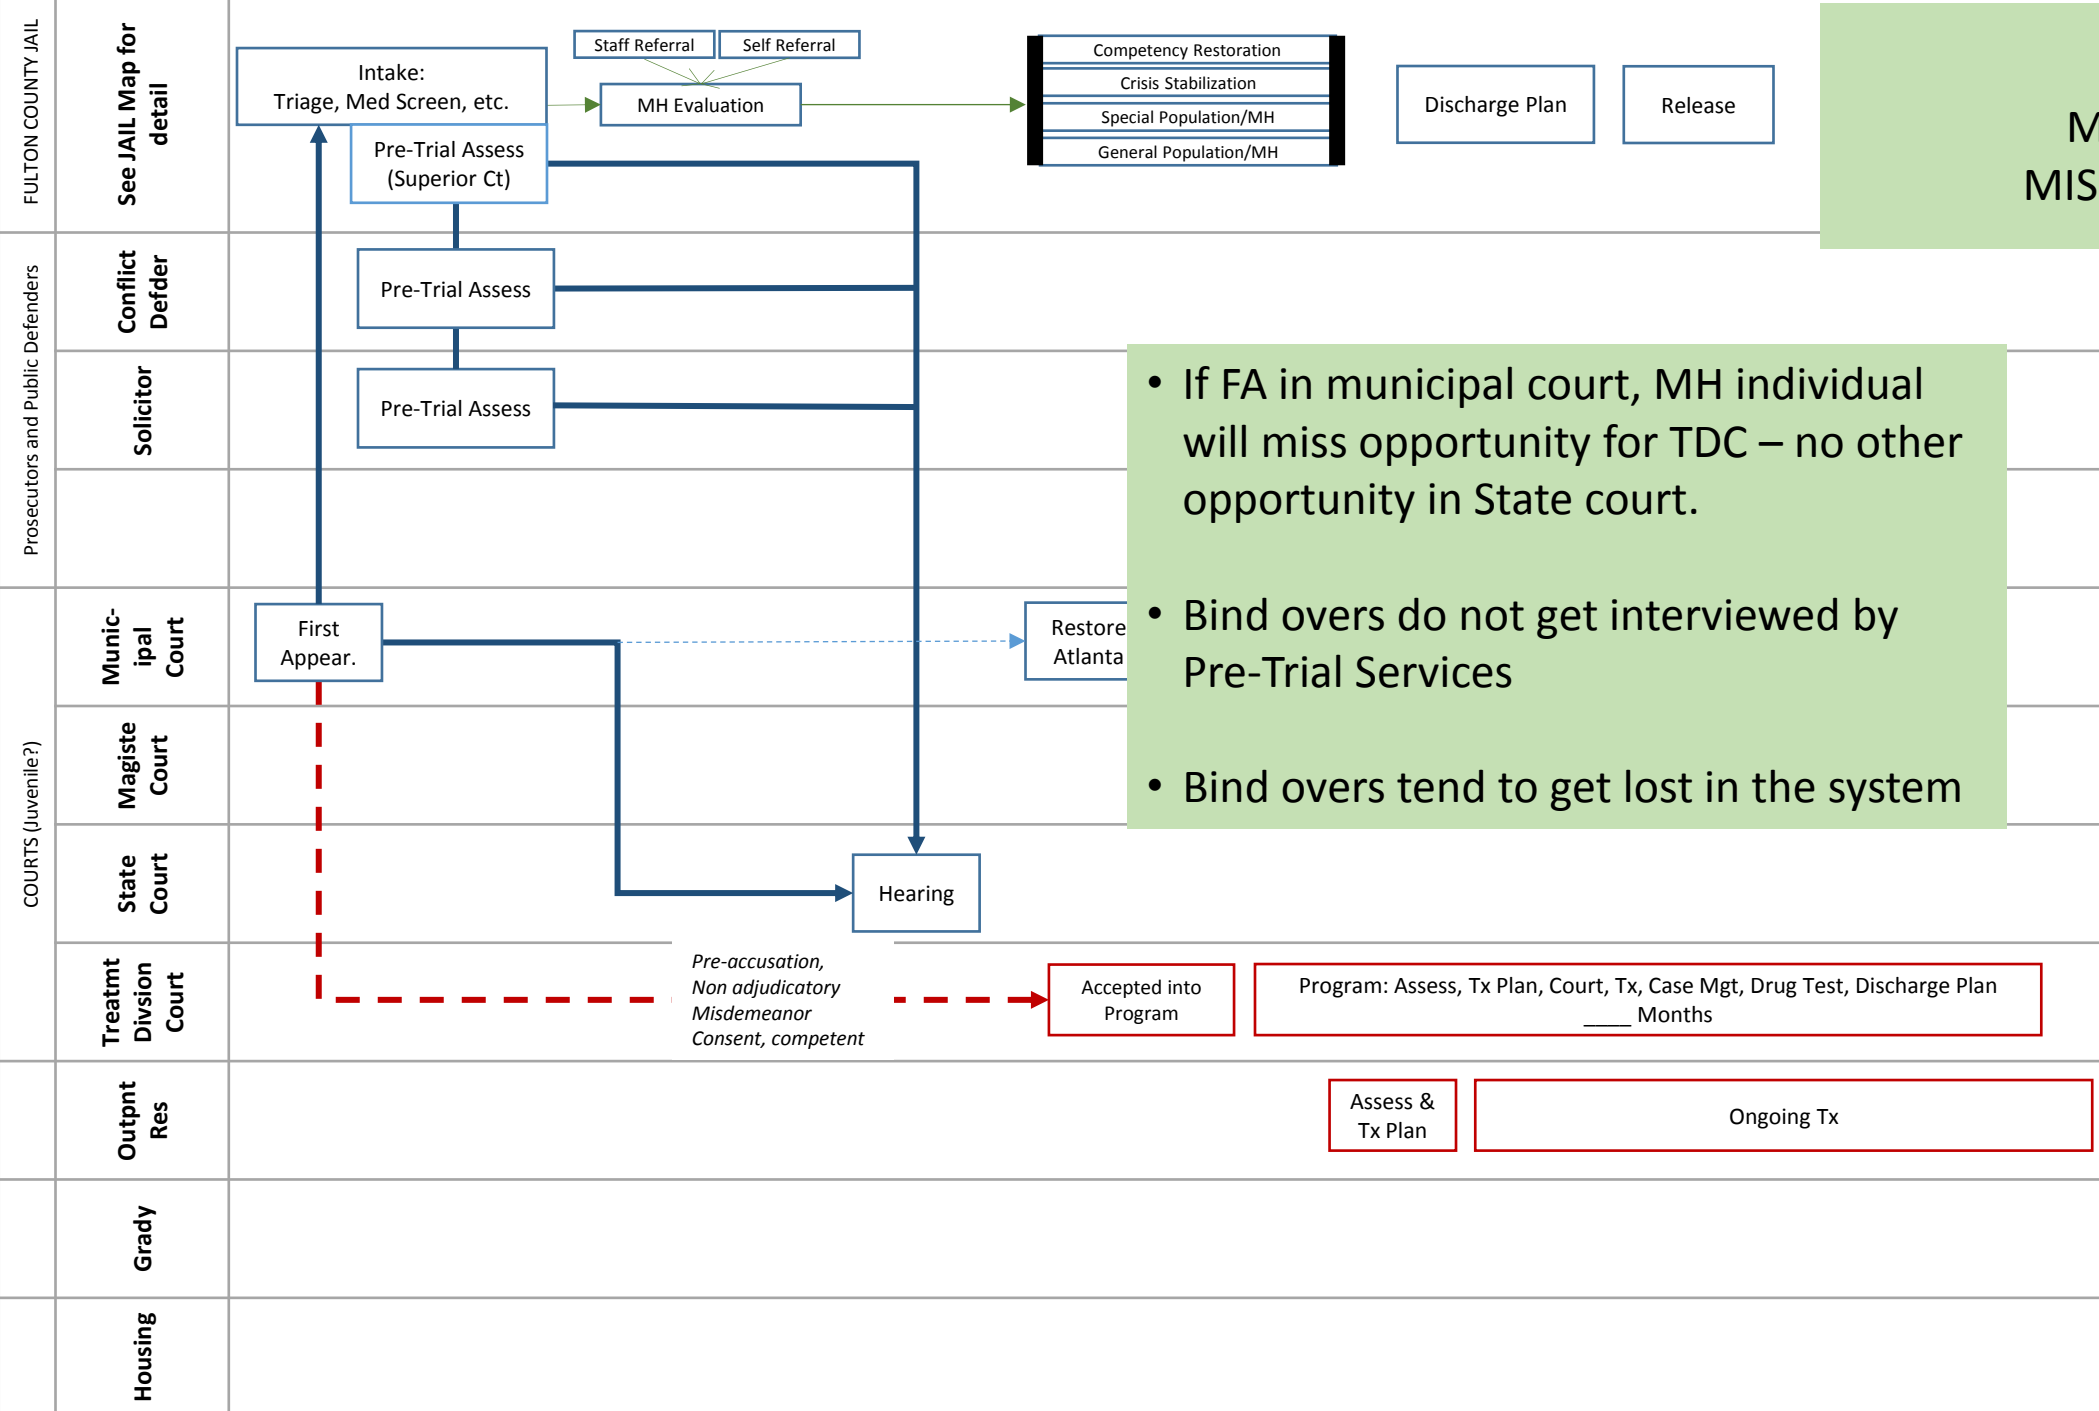 FULTON COUNTY JAIL
See JAIL Map for
detail
Intake:
Triage, Med Screen, etc.
Staff Referral
Self Referral
MH Evaluation
Competency Restoration
Crisis Stabilization
Special Population/MH
General Population/MH
Discharge Plan
Release
M
MIS
Pre-Trial Assess
(Superior Ct)
Prosecutors and Public Defenders
Conflict
Defder
Pre-Trial Assess
Solicitor
Pre-Trial Assess
• If FA in municipal court, MH individual
will miss opportunity for TDC – no other
opportunity in State court.
• Bind overs do not get interviewed by
Pre-Trial Services
• Bind overs tend to get lost in the system
COURTS (Juvenile?)
Munic-
ipal
Court
First
Appear.
Restore
Atlanta
Magiste
Court
State
Court
Hearing
Treatmt
Divsion
Court
Pre-accusation,
Non adjudicatory
Misdemeanor
Consent, competent
Accepted into
Program
Program: Assess, Tx Plan, Court, Tx, Case Mgt, Drug Test, Discharge Plan
____ Months
Outpnt
Res
Assess &
Tx Plan
Ongoing Tx
Grady
Housing